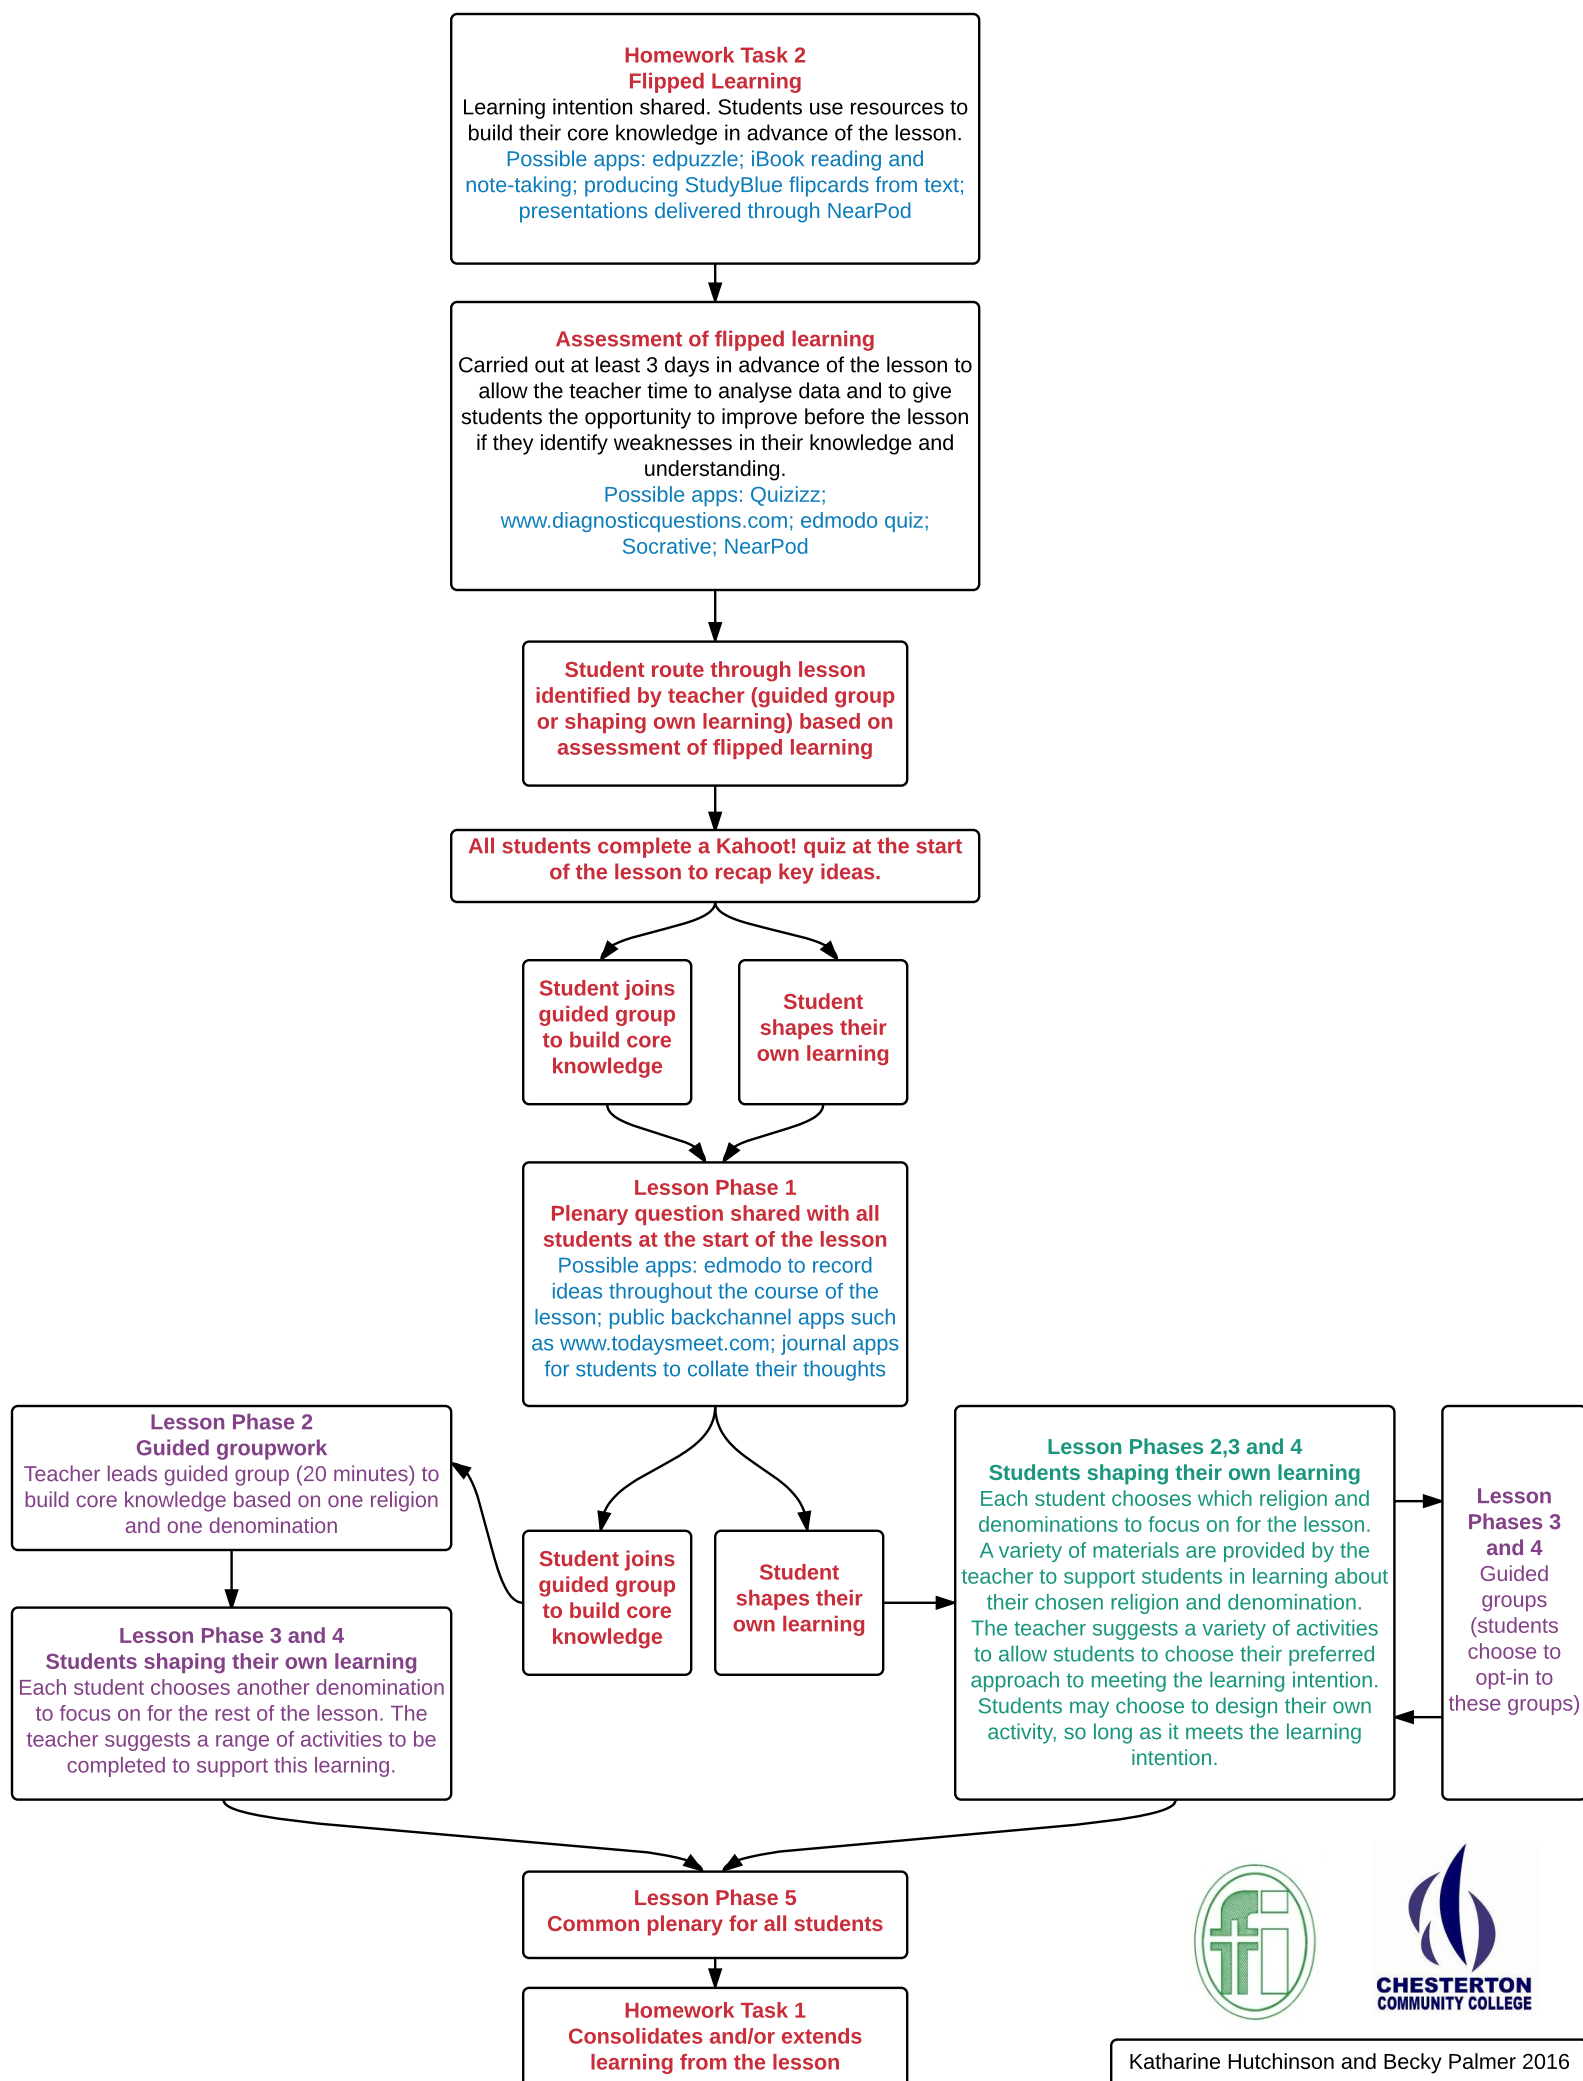 Homework Task 2
Flipped Learning
Learning intention shared. Students use resources to
build their core knowledge in advance of the lesson.
Possible apps: edpuzzle; iBook reading and
note-taking; producing StudyBlue flipcards from text;
presentations delivered through NearPod
Assessment of flipped learning
Carried out at least 3 days in advance of the lesson to
allow the teacher time to analyse data and to give
students the opportunity to improve before the lesson
if they identify weaknesses in their knowledge and
understanding.
Possible apps: Quizizz;
www.diagnosticquestions.com; edmodo quiz;
Socrative; NearPod
Student route through lesson
identified by teacher (guided group
or shaping own learning) based on
assessment of flipped learning
All students complete a Kahoot! quiz at the start
of the lesson to recap key ideas.
Student joins
guided group
to build core
knowledge
Student
shapes their
own learning
Lesson Phase 1
Plenary question shared with all
students at the start of the lesson
Possible apps: edmodo to record
ideas throughout the course of the
lesson; public backchannel apps such
as www.todaysmeet.com; journal apps
for students to collate their thoughts
Lesson Phase 2
Guided groupwork
Teacher leads guided group (20 minutes) to
build core knowledge based on one religion
and one denomination
Lesson Phase 3 and 4
Students shaping their own learning
Each student chooses another denomination
to focus on for the rest of the lesson. The
teacher suggests a range of activities to be
completed to support this learning.
Student joins
guided group
to build core
knowledge
Student
shapes their
own learning
Lesson Phases 2,3 and 4
Students shaping their own learning
Each student chooses which religion and
denominations to focus on for the lesson.
A variety of materials are provided by the
teacher to support students in learning about
their chosen religion and denomination.
The teacher suggests a variety of activities
to allow students to choose their preferred
approach to meeting the learning intention.
Students may choose to design their own
activity, so long as it meets the learning
intention.
Lesson
Phases 3
and 4
Guided
groups
(students
choose to
opt-in to
these groups)
Lesson Phase 5
Common plenary for all students
Homework Task 1
Consolidates and/or extends
learning from the lesson
fi
CHESTERTON
COMMUNITY COLLEGE
Katharine Hutchinson and Becky Palmer 2016